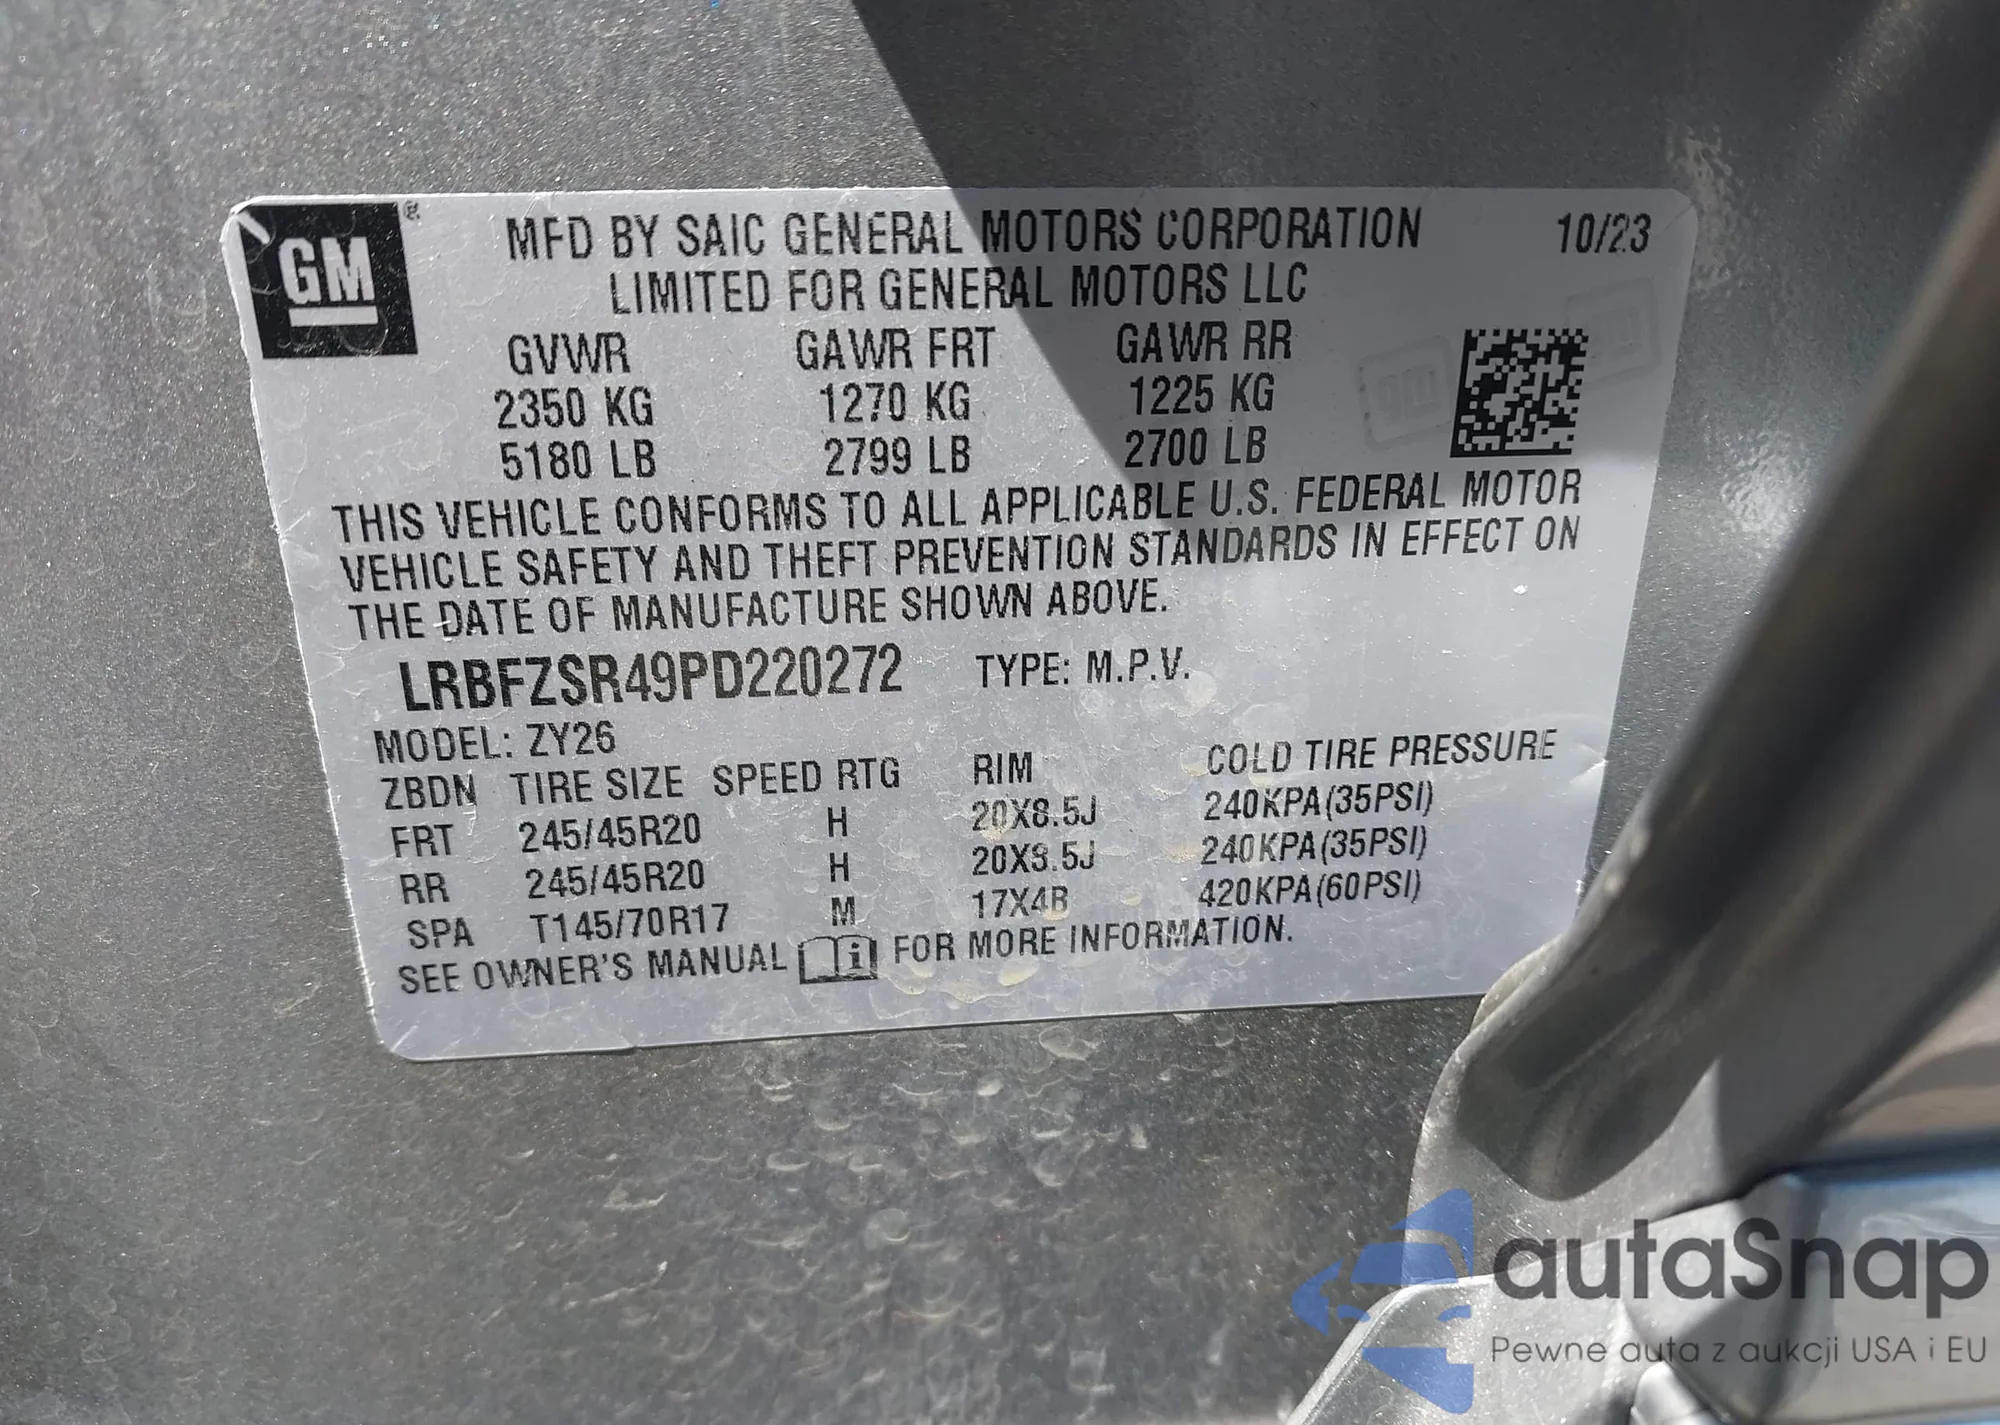 GM
MFD BY SAIC GENERAL MOTORS CORPORATION 10/23
LIMITED FOR GENERAL MOTORS LLC
GVWR GAWR FRT GAWR RR
2350 KG 1270 KG 1225 KG
5180 LB 2799 LB 2700 LB
THIS VEHICLE CONFORMS TO ALL APPLICABLE U.S. FEDERAL MOTOR
VEHICLE SAFETY AND THEFT PREVENTION STANDARDS IN EFFECT ON
THE DATE OF MANUFACTURE SHOWN ABOVE.
LRBFZSR49PD220272 TYPE: M.P.V.
MODEL: ZY26
ZBDN TIRE SIZE SPEED RTG RIM COLD TIRE PRESSURE
FRT 245/45R20 H 20X8.5J 240KPA(35PSI)
RR 245/45R20 H 20X8.5J 240KPA(35PSI)
SPA T145/70R17 M 17X4B 420KPA(60PSI)
SEE OWNER'S MANUAL FOR MORE INFORMATION.
autaSnap
Pewne auta z aukcji USA i EU